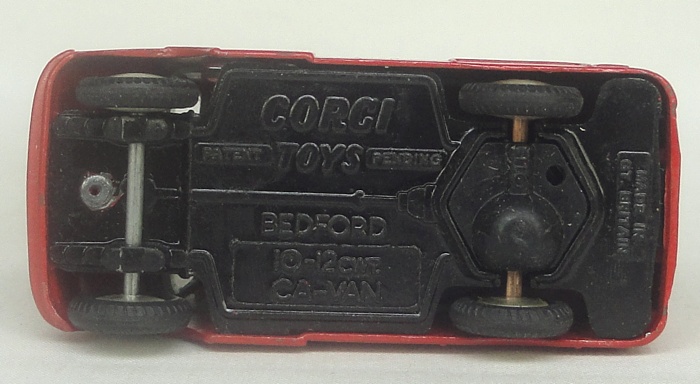 CORGI
PATENT TOYS PENDING
BEDFORD
10-12CWT.
CA-VAN
MADE IN
GT. BRITAIN